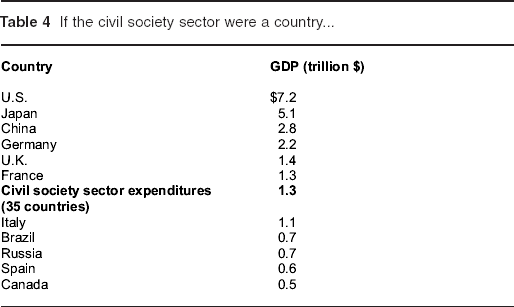 Table 4 If the civil society sector were a country...
Country GDP (trillion $)
U.S. $7.2
Japan 5.1
China 2.8
Germany 2.2
U.K. 1.4
France 1.3
Civil society sector expenditures 1.3
(35 countries)
Italy 1.1
Brazil 0.7
Russia 0.7
Spain 0.6
Canada 0.5